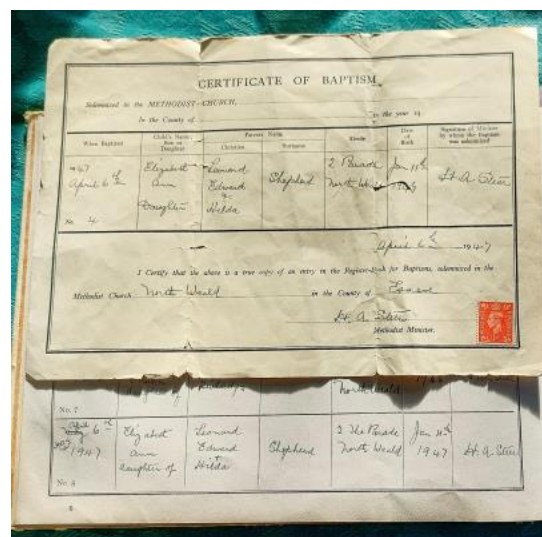 CERTIFICATE OF BAPTISM
Solemnized in the METHODIST CHURCH,
In the County of in the year 19
When Baptized Child's Name, Son or Daughter Parents' Names Christian Surname Abode Date of Birth Signature of Minister by whom the Baptism was solemnized
1947 Elizabeth Leonard 2 Parade Jan 11th
April 6th Ann Edward Shepherd North Weald H. A. Steer
Daughter & Hilda
No. 4
April 6th 1947
I Certify that the above is a true copy of an entry in the Register-Book for Baptisms, solemnized in the
Methodist Church North Weald in the County of Essex
H. A. Steer
Methodist Minister.
North Weald
No. 7
April 6th Elizabeth Leonard 2 The Parade Jan 11th
1947 Ann Edward Shepherd North Weald 1947 H. A. Steer
daughter of Hilda
No 8